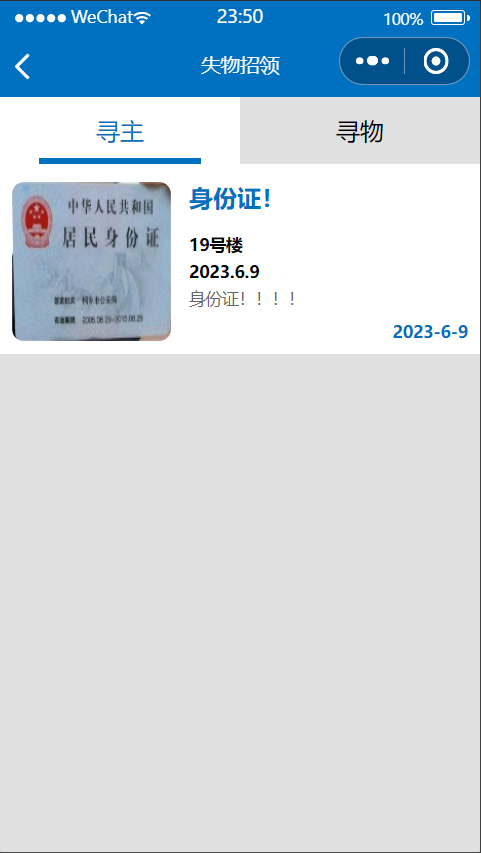 WeChat 23:50 100%
失物招领
寻主 寻物
中华人民共和国
居民身份证
身份证！
19号楼
2023.6.9
身份证！！！！
2023-6-9